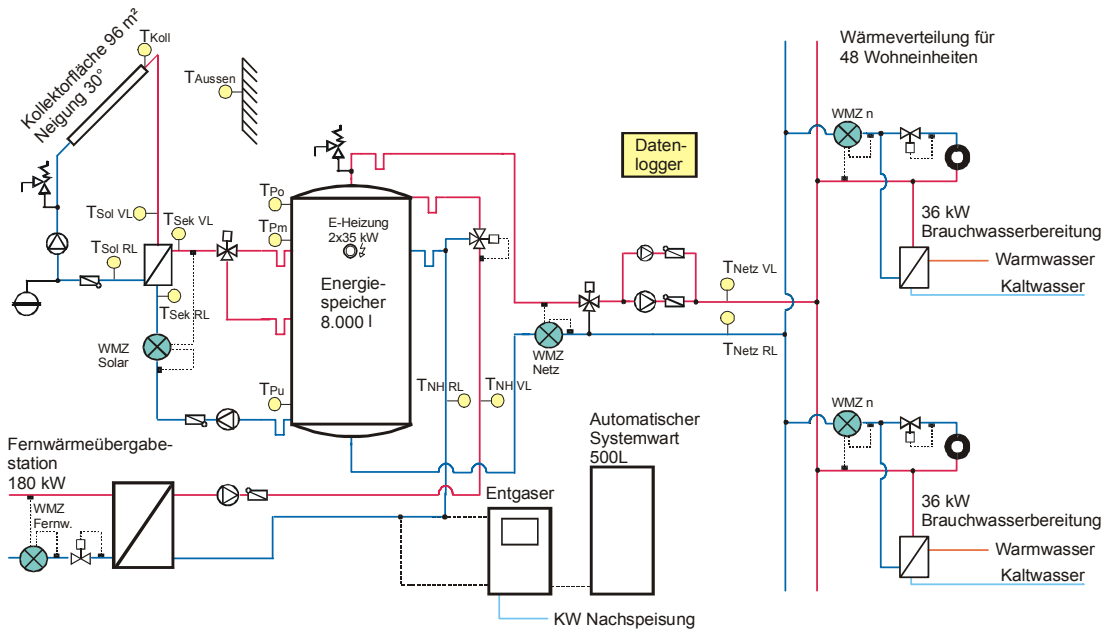 Kollektorfläche 96 m²
Neigung 30°
TKoll
TAussen
Wärmeverteilung für
48 Wohneinheiten
WMZ n
Daten-
logger
TPo
TPm
E-Heizung
2x35 kW
Energie-
speicher
8.000 l
TSol VL
TSek VL
TSol RL
TSek RL
WMZ
Solar
TPu
TNH RL
TNH VL
WMZ
Netz
TNetz VL
TNetz RL
36 kW
Brauchwasserbereitung
Warmwasser
Kaltwasser
WMZ n
36 kW
Brauchwasserbereitung
Warmwasser
Kaltwasser
Fernwärmeübergabe-
station
180 kW
WMZ
Fernw.
Automatischer
Systemwart
500L
Entgaser
KW Nachspeisung